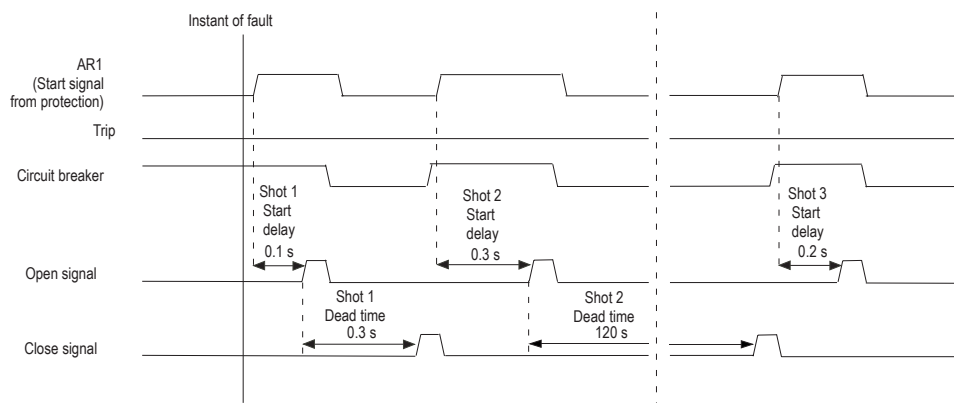 Instant of fault
AR1
(Start signal
from protection)
Trip
Circuit breaker
Shot 1
Start
delay
0.1 s
Shot 2
Start
delay
0.3 s
Shot 3
Start
delay
0.2 s
Open signal
Shot 1
Dead time
0.3 s
Shot 2
Dead time
120 s
Close signal